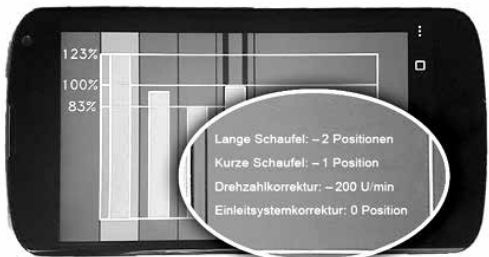 123%
100%
83%
Lange Schaufel: – 2 Positionen
Kurze Schaufel: – 1 Position
Drehzahlkorrektur: – 200 U/min
Einleitsystemkorrektur: 0 Position